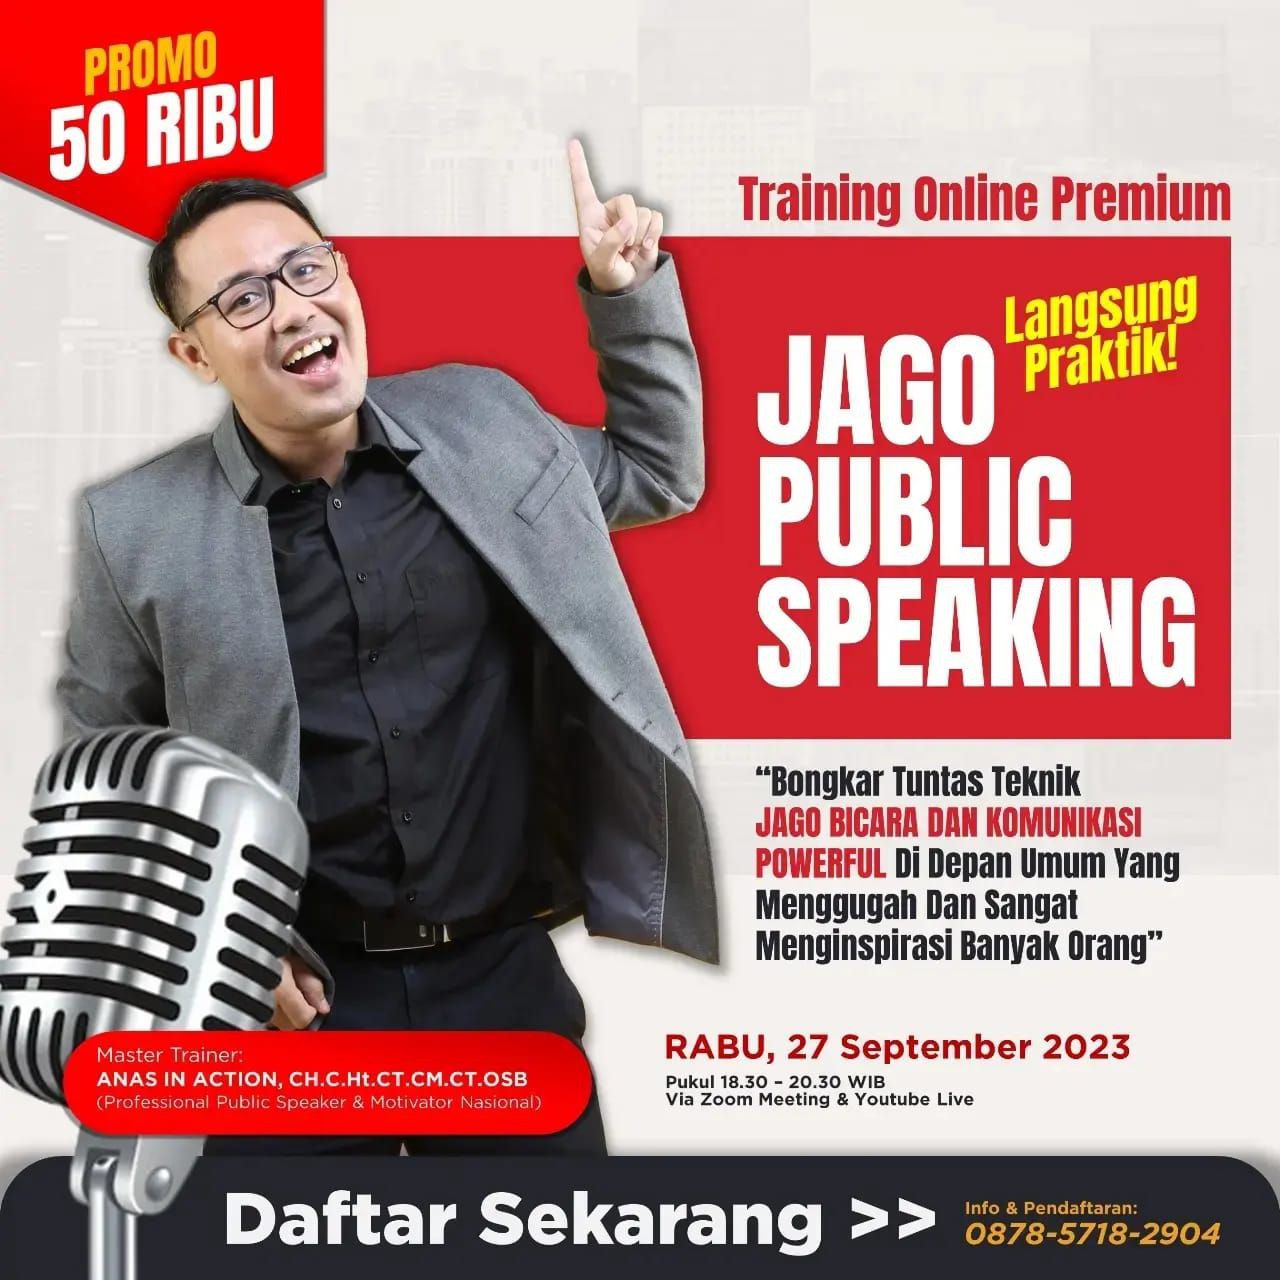 PROMO
50 RIBU
Training Online Premium
Langsung
Praktik!
JAGO
PUBLIC
SPEAKING
“Bongkar Tuntas Teknik
JAGO BICARA DAN KOMUNIKASI
POWERFUL Di Depan Umum Yang
Menggugah Dan Sangat
Menginspirasi Banyak Orang”
Master Trainer:
ANAS IN ACTION, CH.C.Ht.CT.CM.CT.OSB
(Professional Public Speaker & Motivator Nasional)
RABU, 27 September 2023
Pukul 18.30 – 20.30 WIB
Via Zoom Meeting & Youtube Live
Daftar Sekarang >>
Info & Pendaftaran:
0878-5718-2904